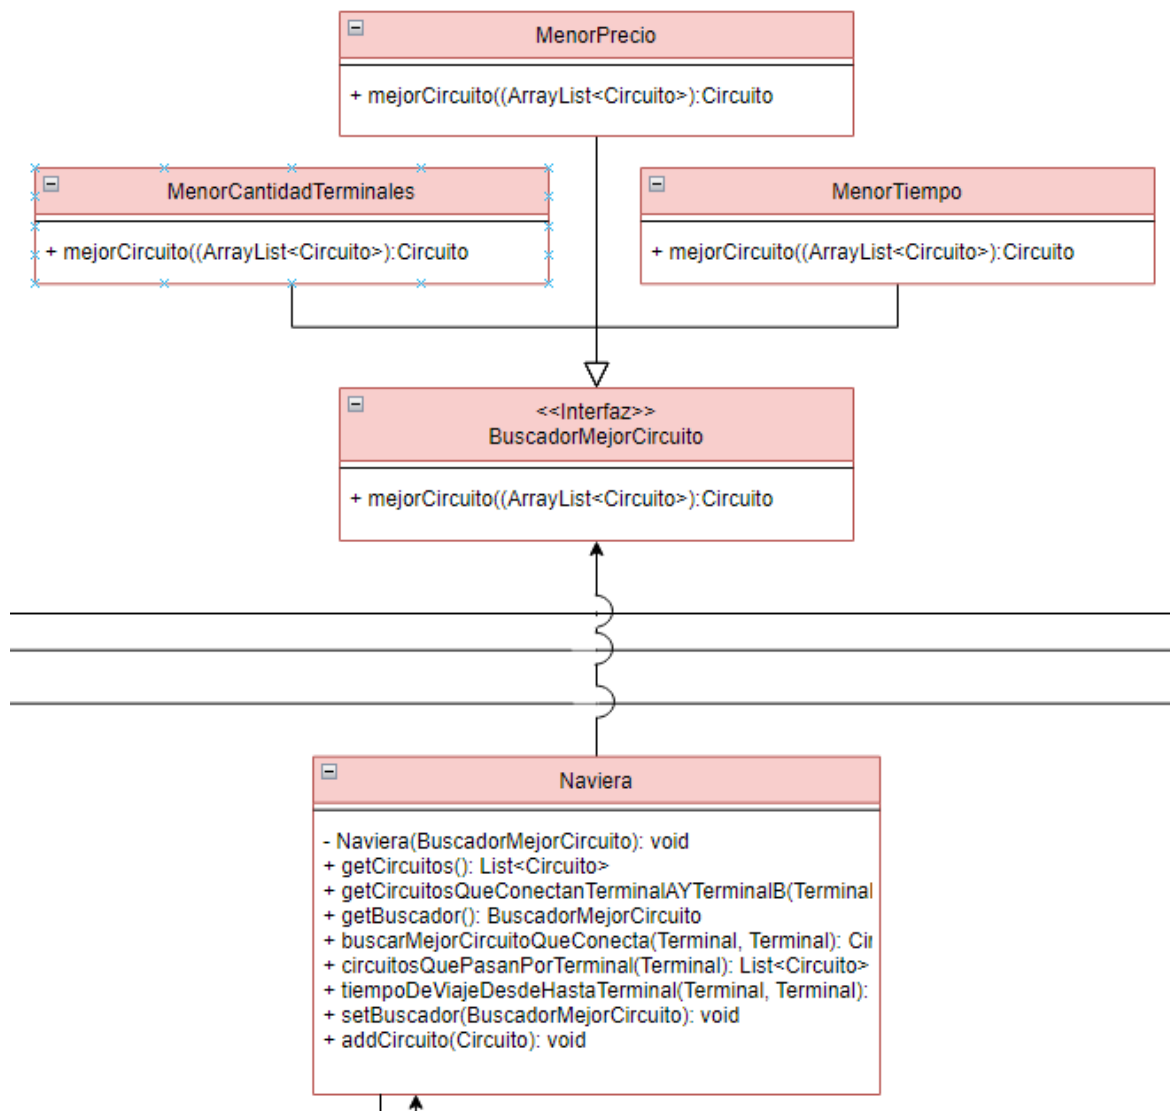 MenorPrecio
+ mejorCircuito((ArrayList<Circuito>):Circuito
MenorCantidadTerminales
+ mejorCircuito((ArrayList<Circuito>):Circuito
MenorTiempo
+ mejorCircuito((ArrayList<Circuito>):Circuito
<<Interfaz>>
BuscadorMejorCircuito
+ mejorCircuito((ArrayList<Circuito>):Circuito
Naviera
- Naviera(BuscadorMejorCircuito): void
+ getCircuitos(): List<Circuito>
+ getCircuitosQueConectanTerminalAYTerminalB(Terminal
+ getBuscador(): BuscadorMejorCircuito
+ buscarMejorCircuitoQueConecta(Terminal, Terminal): Cir
+ circuitosQuePasanPorTerminal(Terminal): List<Circuito>
+ tiempoDeViajeDesdeHastaTerminal(Terminal, Terminal):
+ setBuscador(BuscadorMejorCircuito): void
+ addCircuito(Circuito): void